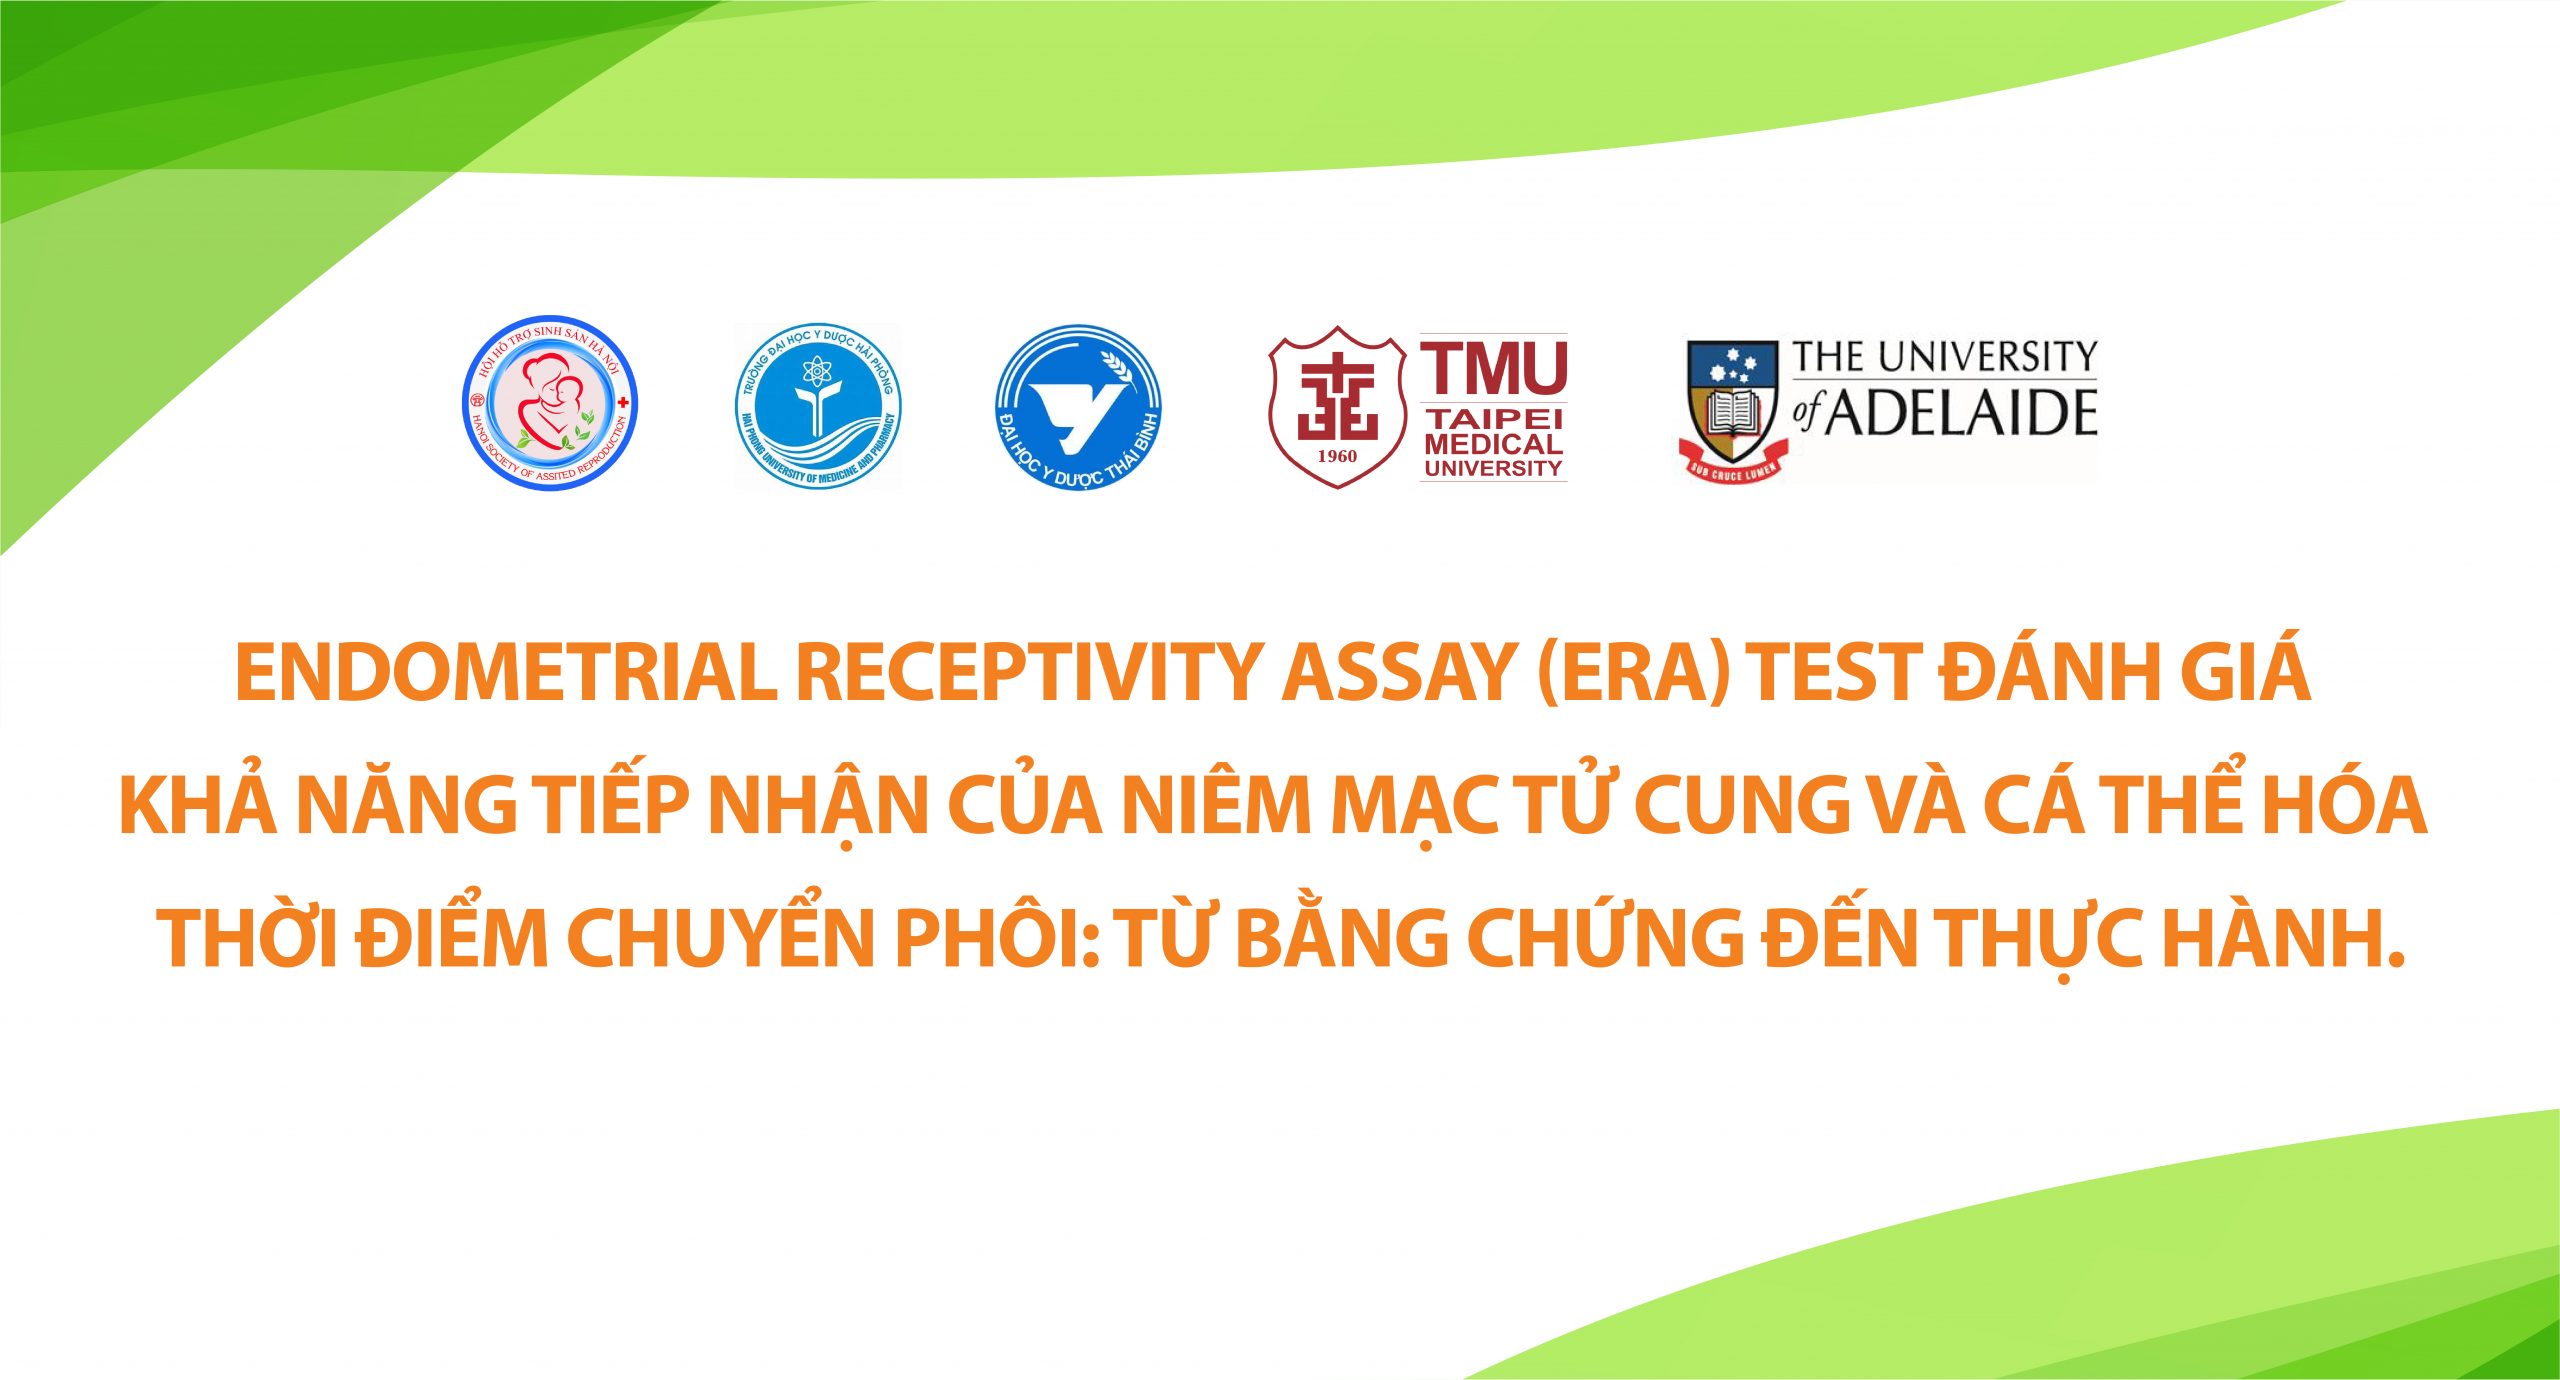 HỘI HỖ TRỢ SINH SẢN HÀ NỘI
HANOI SOCIETY OF ASSITED REPRODUCTION
TRƯỜNG ĐẠI HỌC Y DƯỢC HẢI PHÒNG
HAI PHONG UNIVERSITY OF MEDICINE AND PHARMACY
ĐẠI HỌC Y DƯỢC THÁI BÌNH
1960
TMU
TAIPEI
MEDICAL
UNIVERSITY
SUB CRUCE LUMEN
THE UNIVERSITY
of ADELAIDE
ENDOMETRIAL RECEPTIVITY ASSAY (ERA) TEST ĐÁNH GIÁ
KHẢ NĂNG TIẾP NHẬN CỦA NIÊM MẠC TỬ CUNG VÀ CÁ THỂ HÓA
THỜI ĐIỂM CHUYỂN PHÔI: TỪ BẰNG CHỨNG ĐẾN THỰC HÀNH.